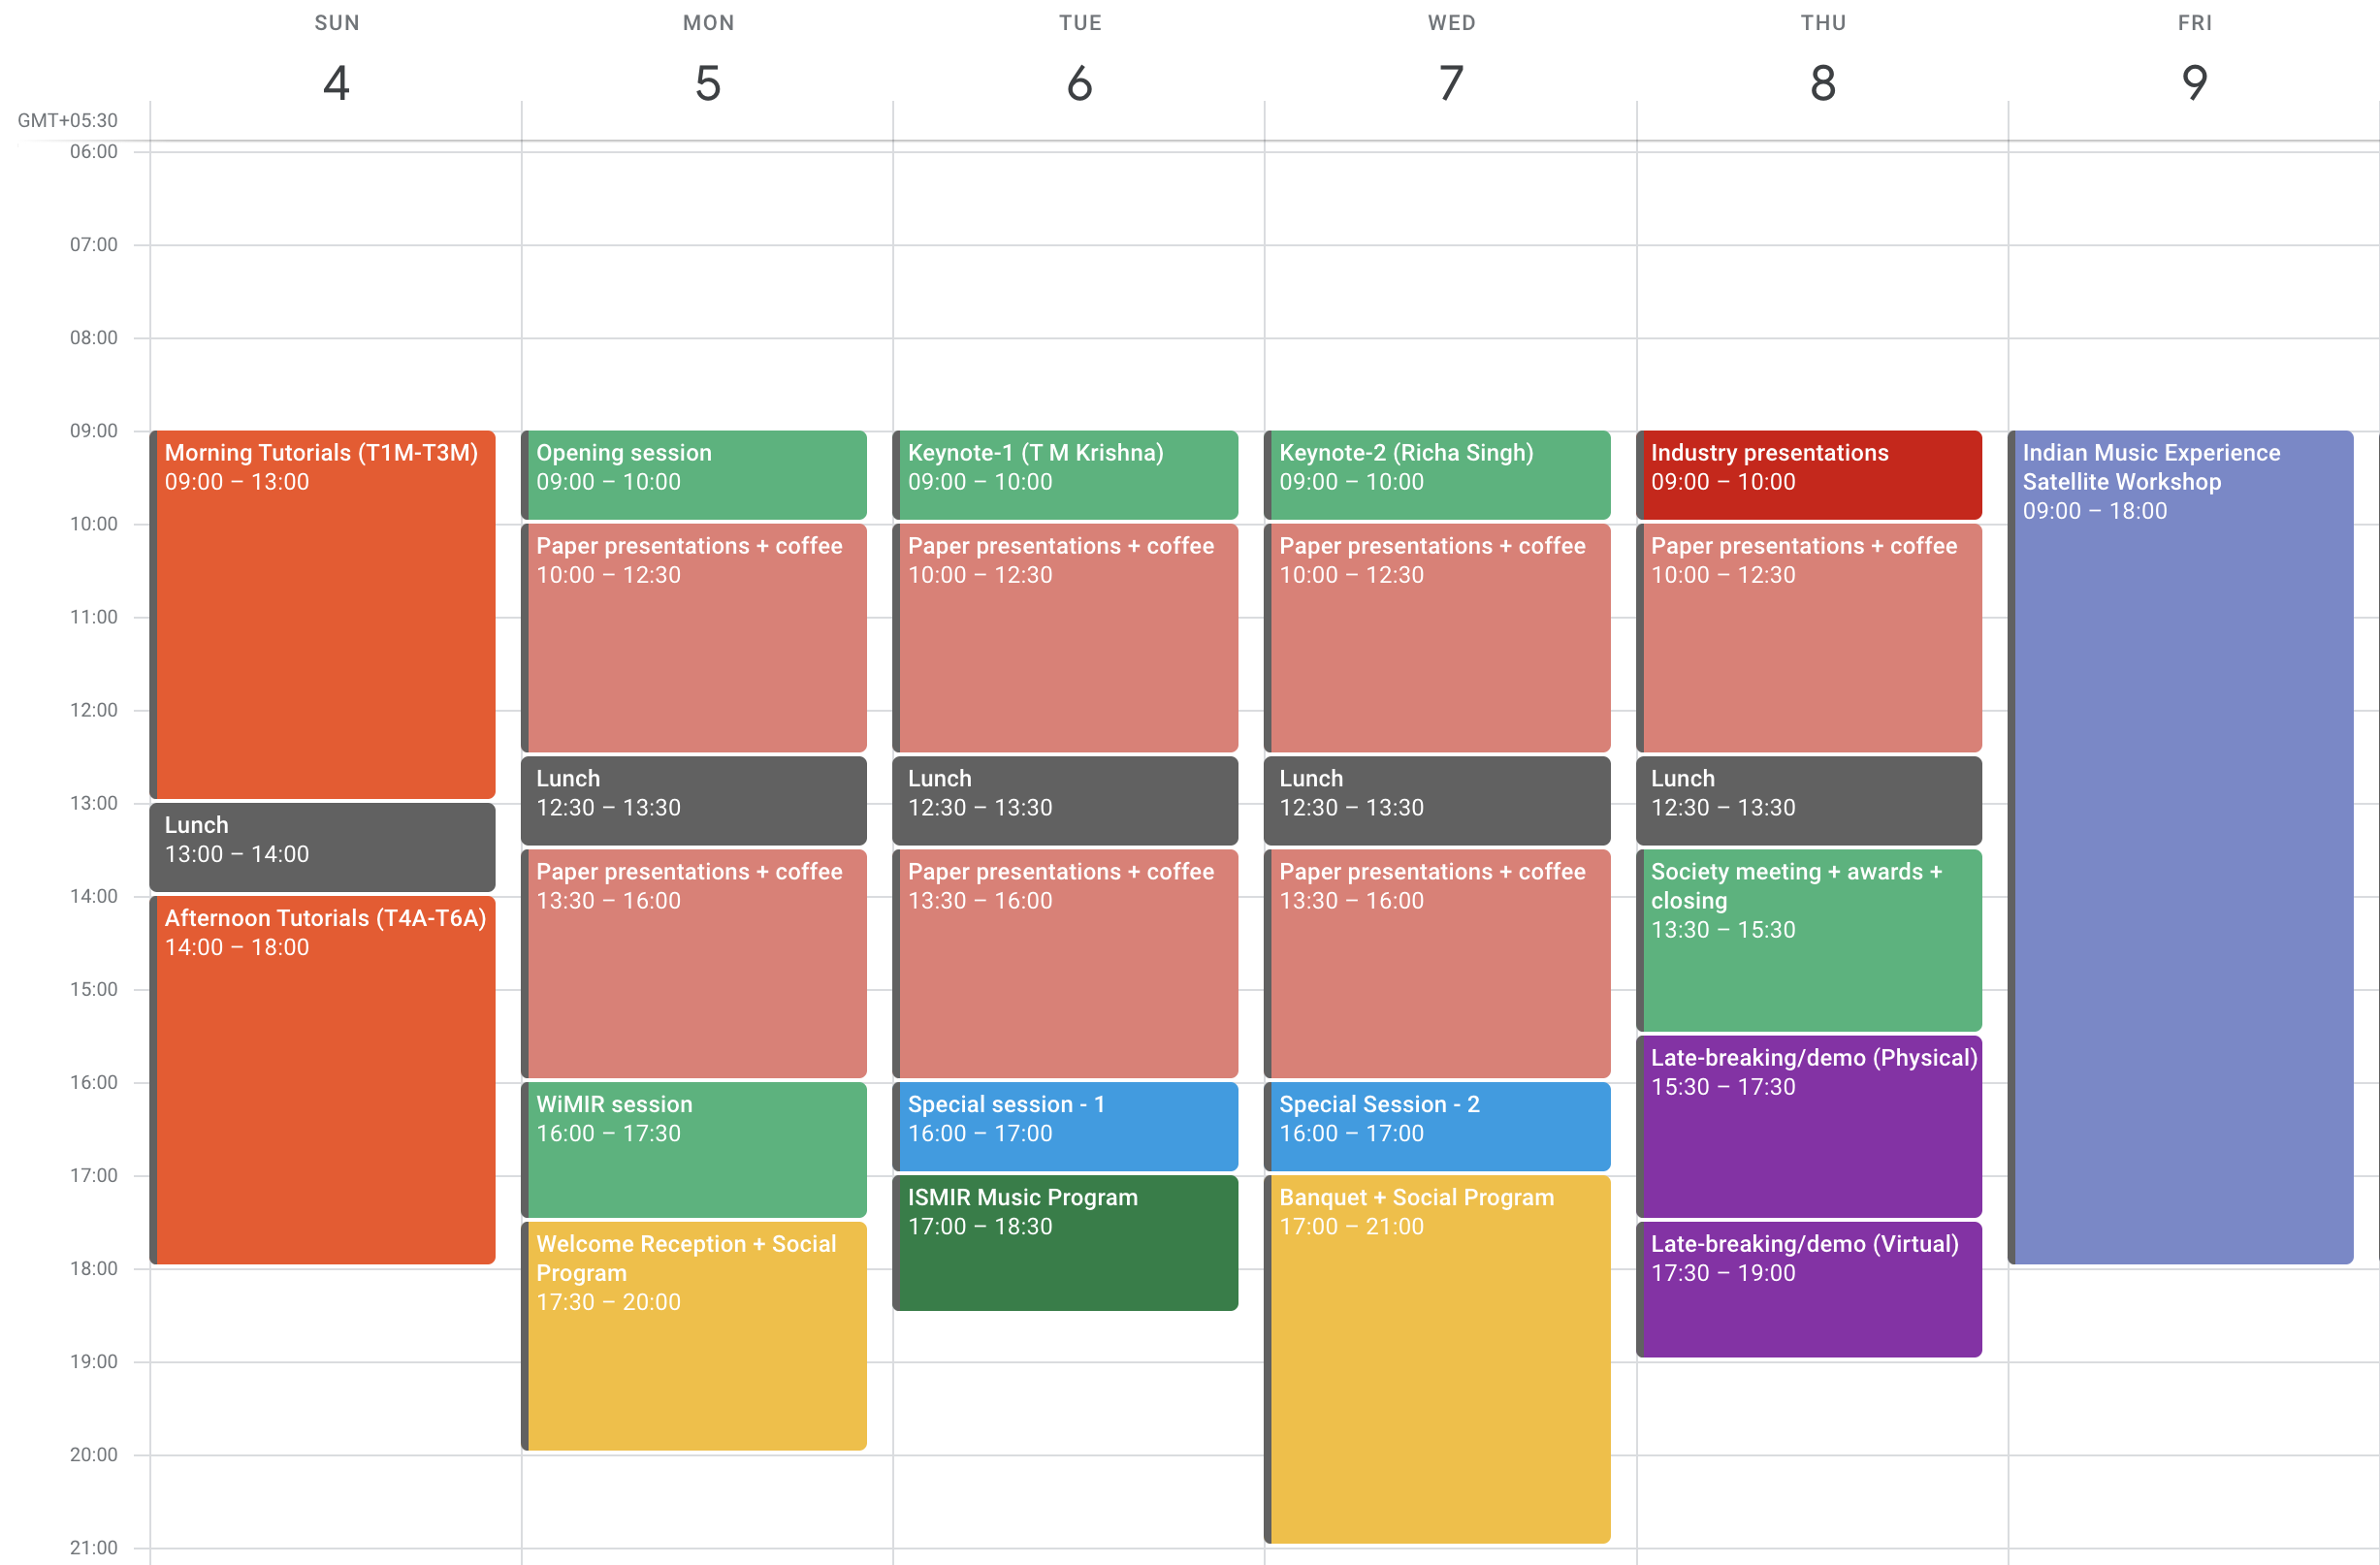 SUN
MON
TUE
WED
THU
FRI
4
5
6
7
8
9
GMT+05:30
06:00
07:00
08:00
09:00
10:00
11:00
12:00
13:00
14:00
15:00
16:00
17:00
18:00
19:00
20:00
21:00
Morning Tutorials (T1M-T3M)
09:00 – 13:00
Lunch
13:00 – 14:00
Afternoon Tutorials (T4A-T6A)
14:00 – 18:00
Opening session
09:00 – 10:00
Paper presentations + coffee
10:00 – 12:30
Lunch
12:30 – 13:30
Paper presentations + coffee
13:30 – 16:00
WiMIR session
16:00 – 17:30
Welcome Reception + Social
Program
17:30 – 20:00
Keynote-1 (T M Krishna)
09:00 – 10:00
Paper presentations + coffee
10:00 – 12:30
Lunch
12:30 – 13:30
Paper presentations + coffee
13:30 – 16:00
Special session - 1
16:00 – 17:00
ISMIR Music Program
17:00 – 18:30
Keynote-2 (Richa Singh)
09:00 – 10:00
Paper presentations + coffee
10:00 – 12:30
Lunch
12:30 – 13:30
Paper presentations + coffee
13:30 – 16:00
Special Session - 2
16:00 – 17:00
Banquet + Social Program
17:00 – 21:00
Industry presentations
09:00 – 10:00
Paper presentations + coffee
10:00 – 12:30
Lunch
12:30 – 13:30
Society meeting + awards +
closing
13:30 – 15:30
Late-breaking/demo (Physical)
15:30 – 17:30
Late-breaking/demo (Virtual)
17:30 – 19:00
Indian Music Experience
Satellite Workshop
09:00 – 18:00